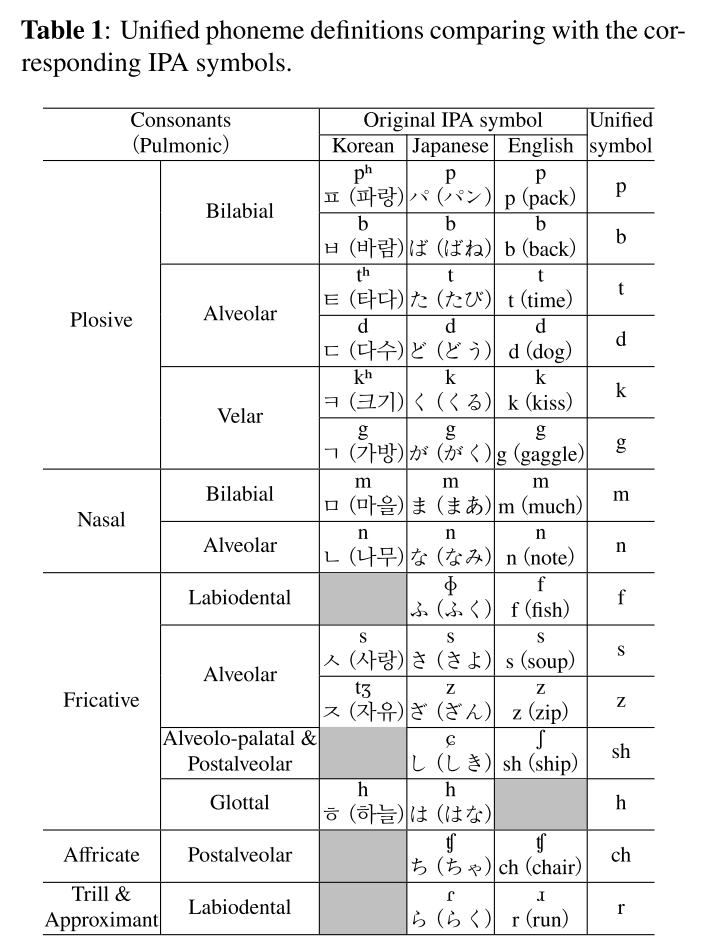 Table 1: Unified phoneme definitions comparing with the cor-
responding IPA symbols.
Consonants (Pulmonic) Original IPA symbol Unified symbol
Korean Japanese English
Plosive
Bilabial
pʰ p p
ㅍ (파랑) パ (パン) p (pack) p
b b b
ㅂ (바람) ば (ばね) b (back) b
Alveolar
tʰ t t
ㅌ (타다) た (たび) t (time) t
d d d
ㄷ (다수) ど (どう) d (dog) d
Velar
kʰ k k
ㅋ (크기) く (くる) k (kiss) k
g g g
ㄱ (가방) が (がく) g (gaggle) g
Nasal
Bilabial
m m m
ㅁ (마을) ま (まあ) m (much) m
Alveolar
n n n
ㄴ (나무) な (なみ) n (note) n
Fricative
Labiodental
ɸ f
ふ (ふく) f (fish) f
Alveolar
s s s
ㅅ (사랑) さ (さよ) s (soup) s
tʒ z z
ㅈ (자유) ざ (ざん) z (zip) z
Alveolo-palatal &
Postalveolar
ɕ ʃ
し (しき) sh (ship) sh
Glottal
h h
ㅎ (하늘) は (はな) h
Affricate
Postalveolar
ʧ ʧ
ち (ちゃ) ch (chair) ch
Trill &
Approximant
Labiodental
ɾ ɹ
ら (らく) r (run) r